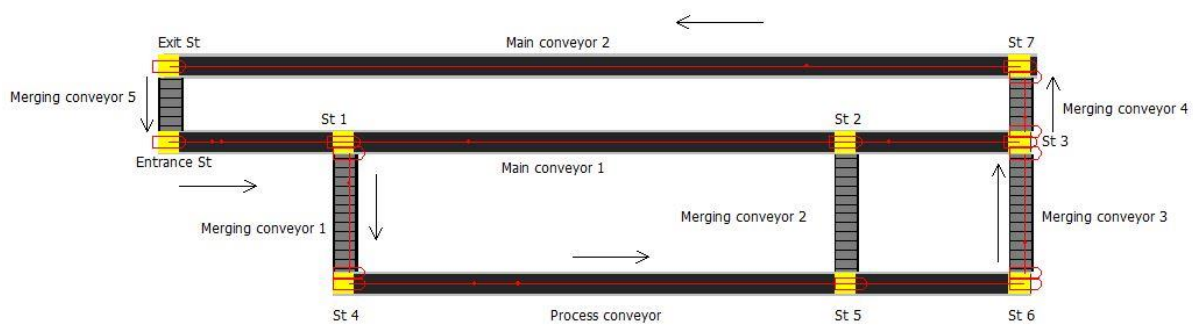 Exit St
Main conveyor 2
St 7
Merging conveyor 5
Merging conveyor 4
St 1
St 2
St 3
Entrance St
Main conveyor 1
Merging conveyor 1
Merging conveyor 2
Merging conveyor 3
St 4
Process conveyor
St 5
St 6